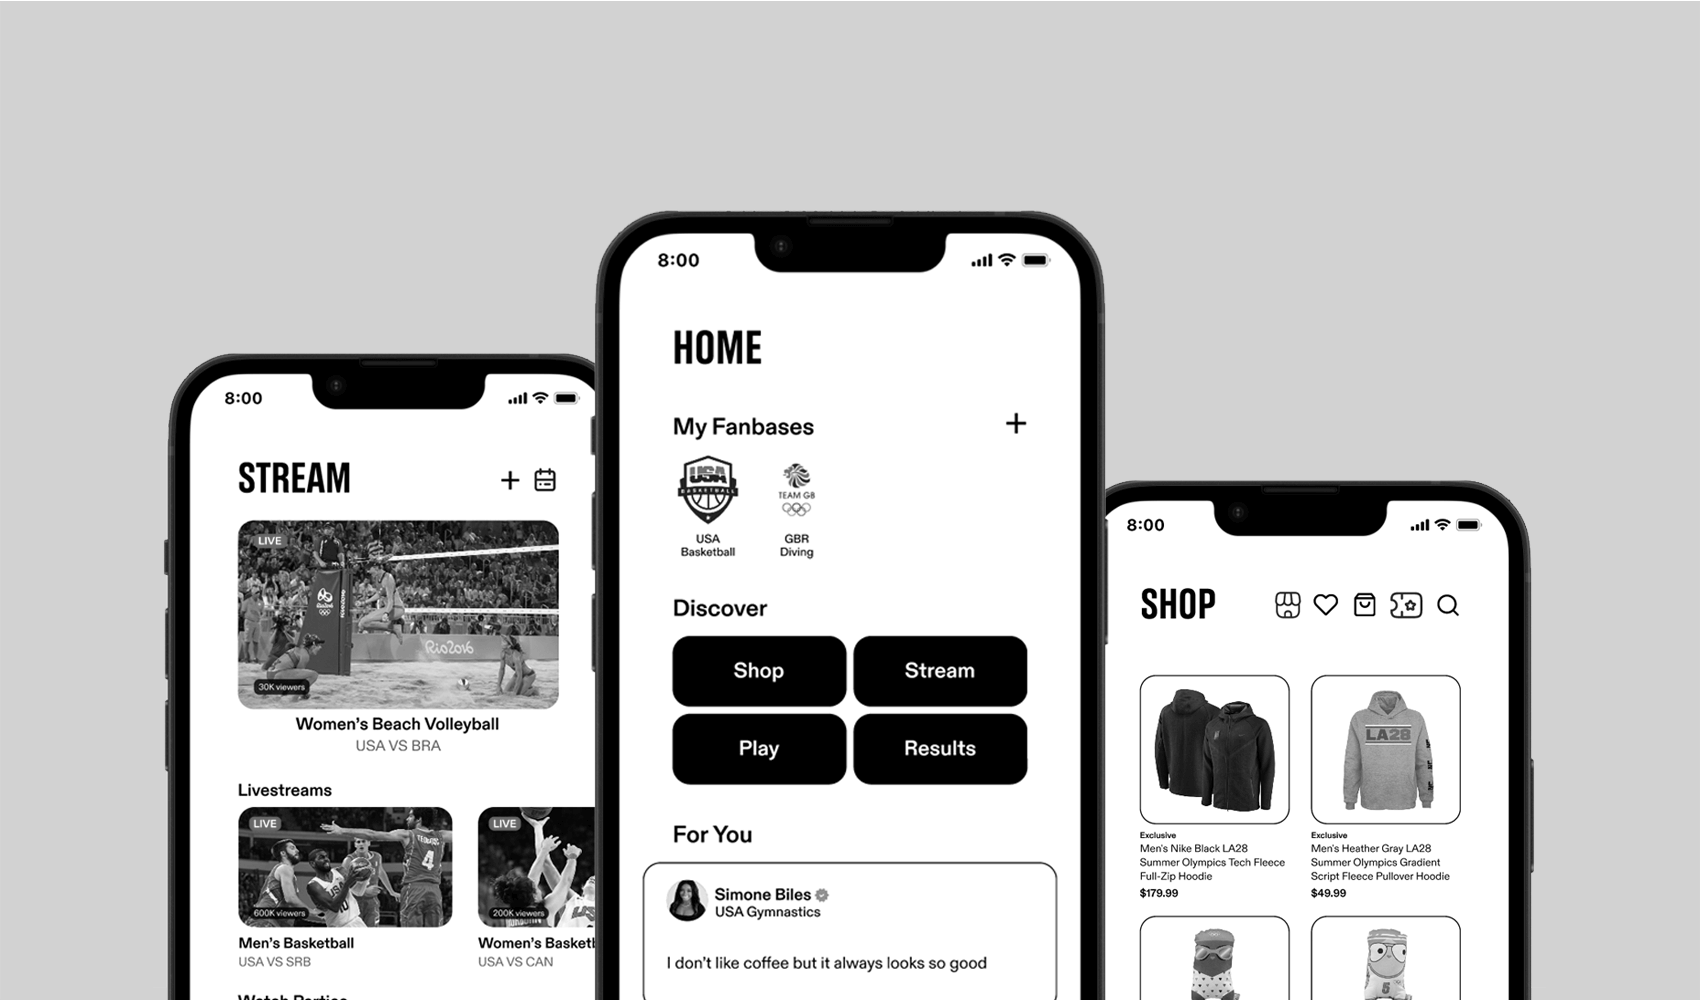 8:00
STREAM
LIVE
Rio2016
Rio2016
30K viewers
Women's Beach Volleyball
USA VS BRA
Livestreams
LIVE
4
USA
10
600K viewers
Men's Basketball
USA VS SRB
LIVE
200K viewers
Women's Basketb
USA VS CAN
Watch Parties
8:00
HOME
My Fanbases
USA
BASKETBALL
USA
Basketball
TEAM GB
GBR
Diving
Discover
Shop
Stream
Play
Results
For You
Simone Biles
USA Gymnastics
I don't like coffee but it always looks so good
8:00
SHOP
Exclusive
Men's Nike Black LA28
Summer Olympics Tech Fleece
Full-Zip Hoodie
$179.99
LA28
Exclusive
Men's Heather Gray LA28
Summer Olympics Gradient
Script Fleece Pullover Hoodie
$49.99
5